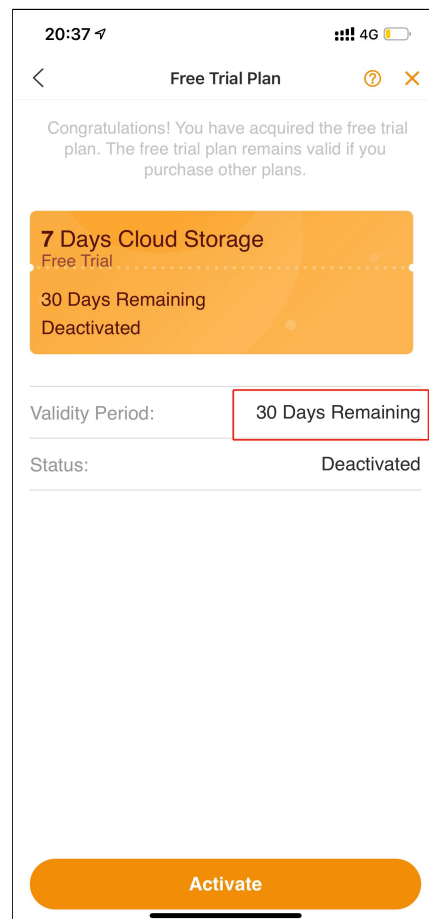 20:37 4G
Free Trial Plan ?
Congratulations! You have acquired the free trial
plan. The free trial plan remains valid if you
purchase other plans.
7 Days Cloud Storage
Free Trial
30 Days Remaining
Deactivated
Validity Period: 30 Days Remaining
Status: Deactivated
Activate